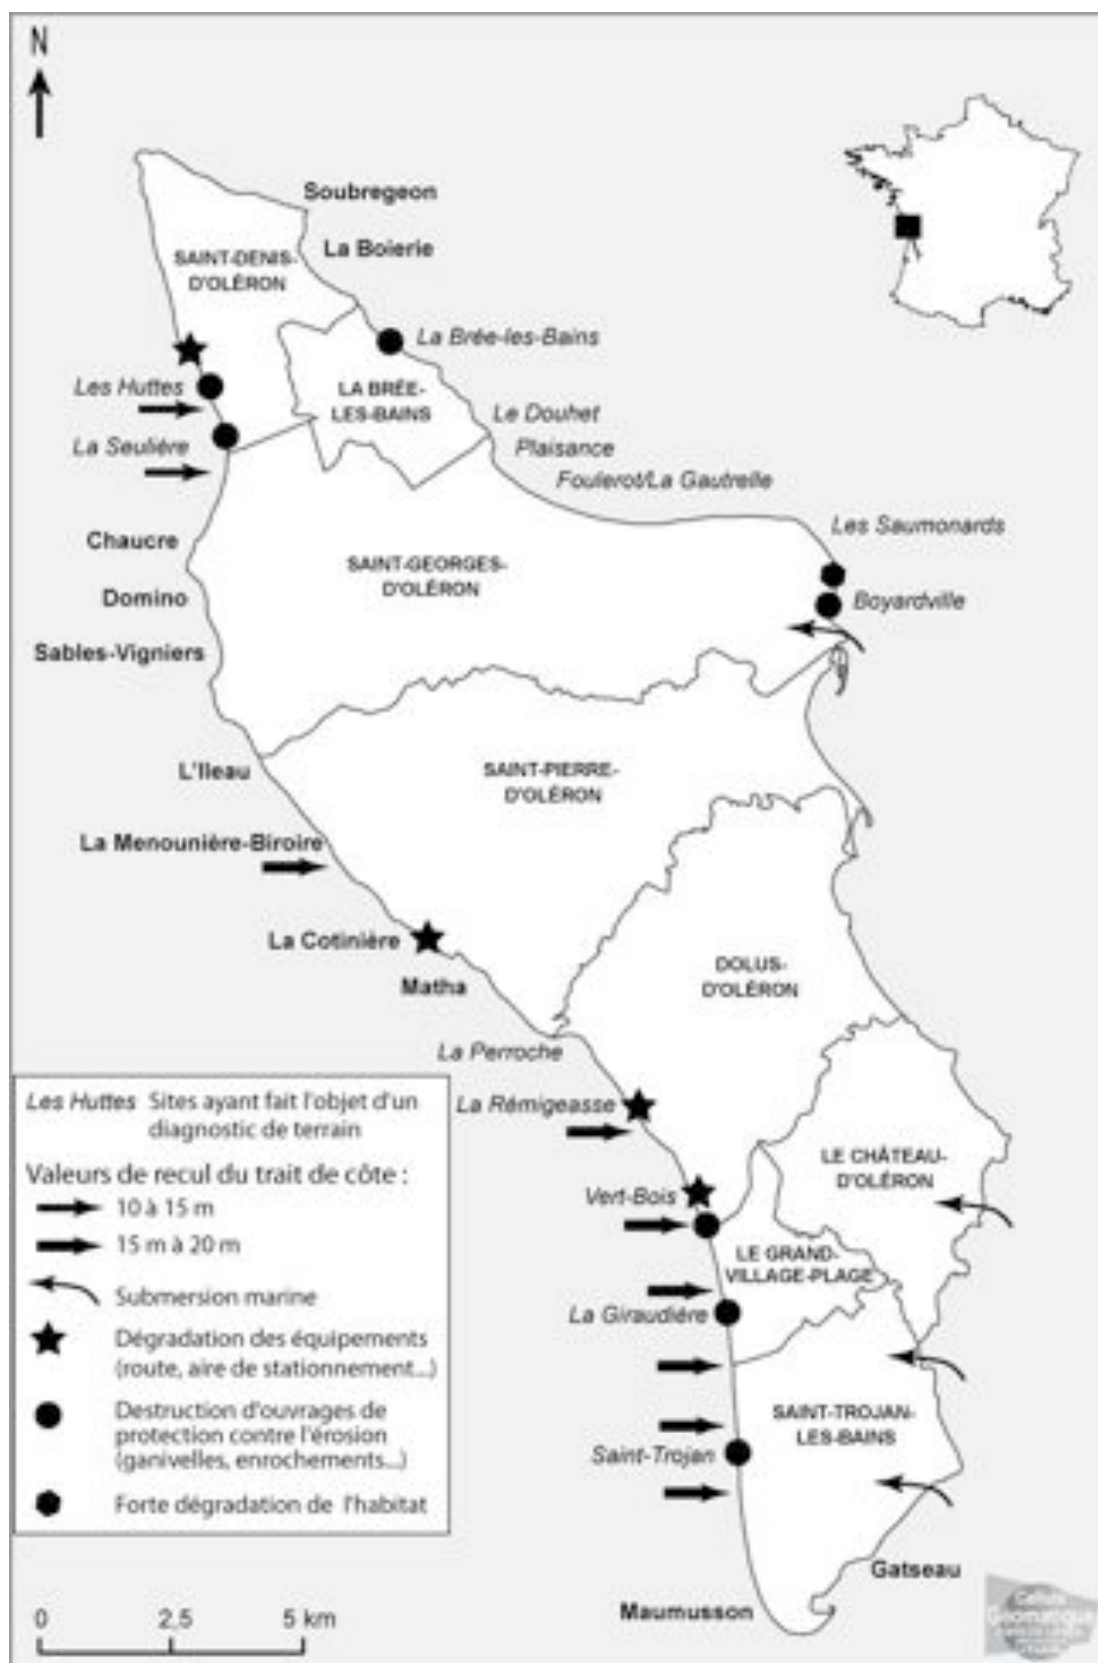 N
Soubregeon
La Boierie
SAINT-DENIS-
D'OLÉRON
La Brée-les-Bains
Les Huttes
LA BRÉE-
LES-BAINS
Le Douhet
La Seulière
Plaisance
Foulerot/La Gautrelle
Les Saumonards
Chaucre
SAINT-GEORGES-
D'OLÉRON
Domino
Boyardville
Sables-Vigniers
L'Ileau
SAINT-PIERRE-
D'OLÉRON
La Menounière-Biroire
La Cotinière
DOLUS-
D'OLÉRON
Matha
La Perroche
La Rémigeasse
LE CHÂTEAU-
D'OLÉRON
Vert-Bois
LE GRAND-
VILLAGE-PLAGE
La Giraudière
SAINT-TROJAN-
LES-BAINS
Saint-Trojan
Gatseau
Maumusson
Les Huttes Sites ayant fait l'objet d'un
diagnostic de terrain
Valeurs de recul du trait de côte :
10 à 15 m
15 m à 20 m
Submersion marine
Dégradation des équipements
(route, aire de stationnement...)
Destruction d'ouvrages de
protection contre l'érosion
(ganivelles, enrochements...)
Forte dégradation de l'habitat
0 2,5 5 km
Cellule
Géomatique